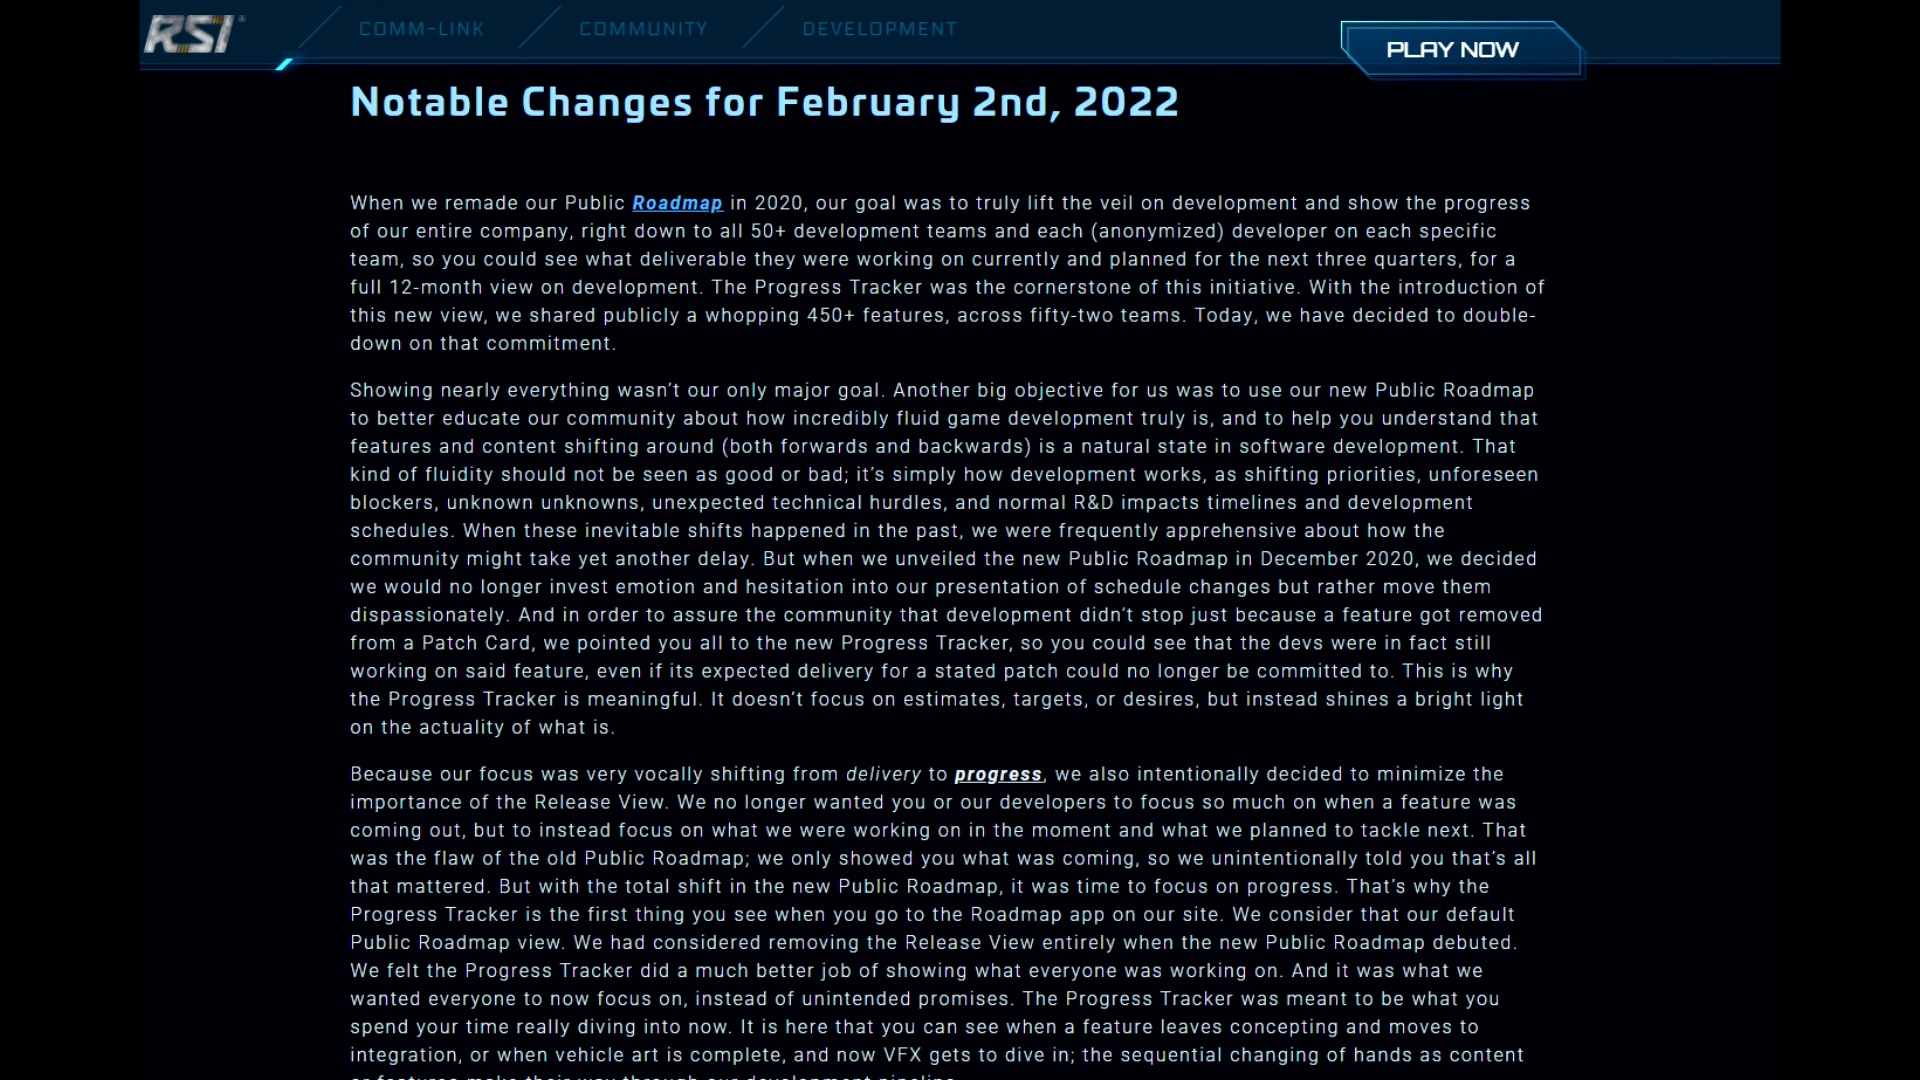 RSI COMM-LINK COMMUNITY DEVELOPMENT PLAY NOW
Notable Changes for February 2nd, 2022
When we remade our Public Roadmap in 2020, our goal was to truly lift the veil on development and show the progress
of our entire company, right down to all 50+ development teams and each (anonymized) developer on each specific
team, so you could see what deliverable they were working on currently and planned for the next three quarters, for a
full 12-month view on development. The Progress Tracker was the cornerstone of this initiative. With the introduction of
this new view, we shared publicly a whopping 450+ features, across fifty-two teams. Today, we have decided to double-
down on that commitment.
Showing nearly everything wasn’t our only major goal. Another big objective for us was to use our new Public Roadmap
to better educate our community about how incredibly fluid game development truly is, and to help you understand that
features and content shifting around (both forwards and backwards) is a natural state in software development. That
kind of fluidity should not be seen as good or bad; it’s simply how development works, as shifting priorities, unforeseen
blockers, unknown unknowns, unexpected technical hurdles, and normal R&D impacts timelines and development
schedules. When these inevitable shifts happened in the past, we were frequently apprehensive about how the
community might take yet another delay. But when we unveiled the new Public Roadmap in December 2020, we decided
we would no longer invest emotion and hesitation into our presentation of schedule changes but rather move them
dispassionately. And in order to assure the community that development didn’t stop just because a feature got removed
from a Patch Card, we pointed you all to the new Progress Tracker, so you could see that the devs were in fact still
working on said feature, even if its expected delivery for a stated patch could no longer be committed to. This is why
the Progress Tracker is meaningful. It doesn’t focus on estimates, targets, or desires, but instead shines a bright light
on the actuality of what is.
Because our focus was very vocally shifting from delivery to progress, we also intentionally decided to minimize the
importance of the Release View. We no longer wanted you or our developers to focus so much on when a feature was
coming out, but to instead focus on what we were working on in the moment and what we planned to tackle next. That
was the flaw of the old Public Roadmap; we only showed you what was coming, so we unintentionally told you that’s all
that mattered. But with the total shift in the new Public Roadmap, it was time to focus on progress. That’s why the
Progress Tracker is the first thing you see when you go to the Roadmap app on our site. We consider that our default
Public Roadmap view. We had considered removing the Release View entirely when the new Public Roadmap debuted.
We felt the Progress Tracker did a much better job of showing what everyone was working on. And it was what we
wanted everyone to now focus on, instead of unintended promises. The Progress Tracker was meant to be what you
spend your time really diving into now. It is here that you can see when a feature leaves concepting and moves to
integration, or when vehicle art is complete, and now VFX gets to dive in; the sequential changing of hands as content
or features make their way through our development pipeline.